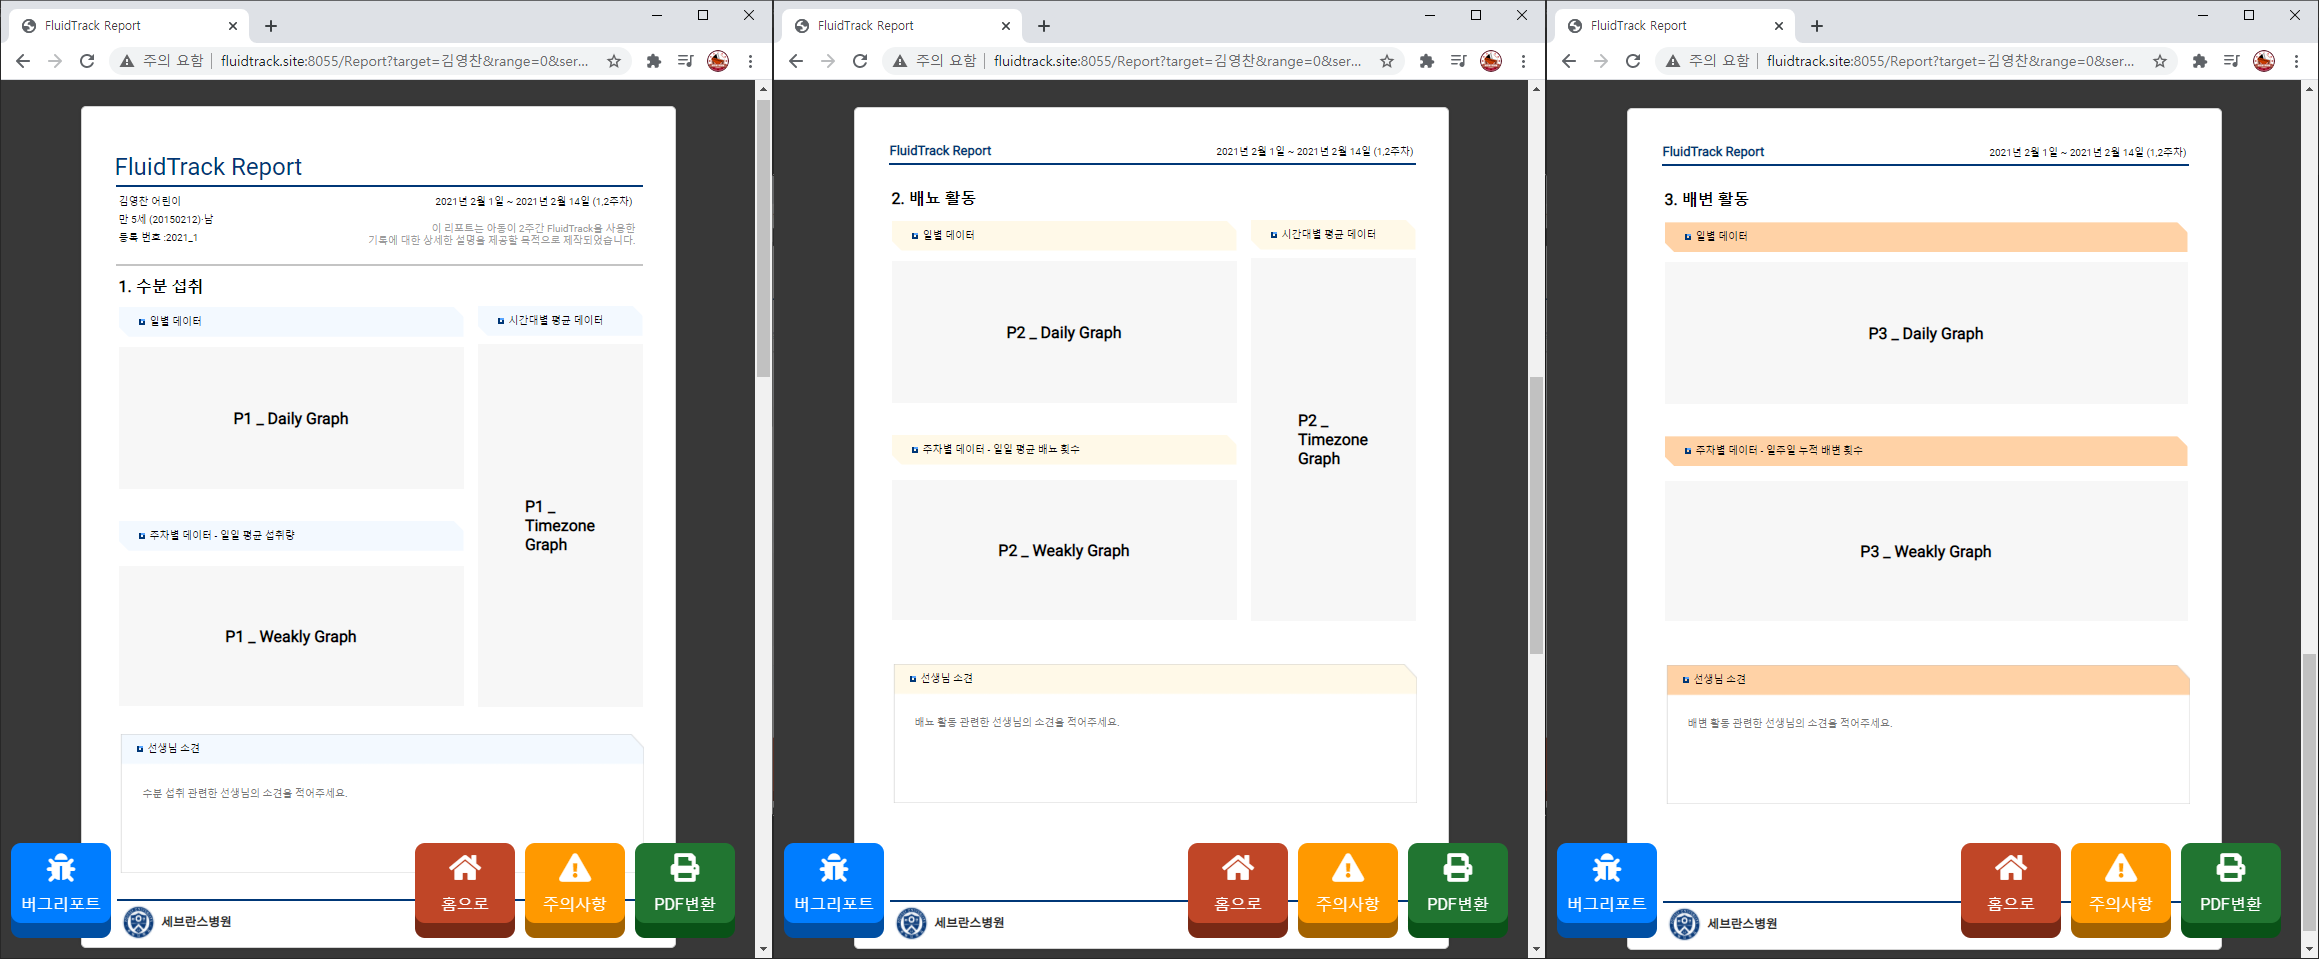 FluidTrack Report
주의 요함
fluidtrack.site:8055/Report?target=김영찬&range=0&ser...
FluidTrack Report
김영찬 어린이
만 5세 (20150212)·남
등록 번호 :2021_1
2021년 2월 1일 ~ 2021년 2월 14일 (1,2주차)
이 리포트는 아동이 2주간 FluidTrack을 사용한
기록에 대한 상세한 설명을 제공할 목적으로 제작되었습니다.
1. 수분 섭취
일별 데이터
시간대별 평균 데이터
P1 _ Daily Graph
P1 _
Timezone
Graph
주차별 데이터 - 일일 평균 섭취량
P1 _ Weakly Graph
선생님 소견
수분 섭취 관련한 선생님의 소견을 적어주세요.
버그리포트
홈으로
주의사항
PDF변환
세브란스병원
FluidTrack Report
주의 요함
fluidtrack.site:8055/Report?target=김영찬&range=0&ser...
FluidTrack Report
2021년 2월 1일 ~ 2021년 2월 14일 (1,2주차)
2. 배뇨 활동
일별 데이터
시간대별 평균 데이터
P2 _ Daily Graph
P2 _
Timezone
Graph
주차별 데이터 - 일일 평균 배뇨 횟수
P2 _ Weakly Graph
선생님 소견
배뇨 활동 관련한 선생님의 소견을 적어주세요.
버그리포트
홈으로
주의사항
PDF변환
세브란스병원
FluidTrack Report
주의 요함
fluidtrack.site:8055/Report?target=김영찬&range=0&ser...
FluidTrack Report
2021년 2월 1일 ~ 2021년 2월 14일 (1,2주차)
3. 배변 활동
일별 데이터
P3 _ Daily Graph
주차별 데이터 - 일주일 누적 배변 횟수
P3 _ Weakly Graph
선생님 소견
배변 활동 관련한 선생님의 소견을 적어주세요.
버그리포트
홈으로
주의사항
PDF변환
세브란스병원